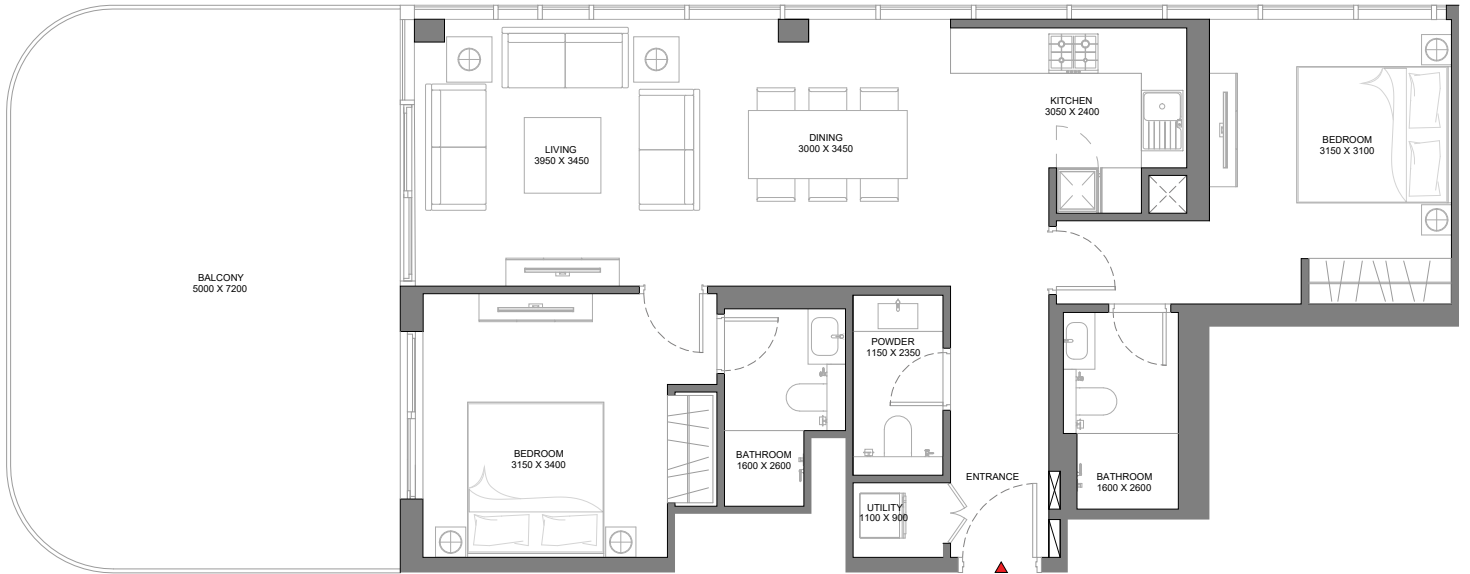 KITCHEN
3050 X 2400
DINING
3000 X 3450
BEDROOM
3150 X 3100
LIVING
3950 X 3450
BALCONY
5000 X 7200
POWDER
1150 X 2350
BEDROOM
3150 X 3400
BATHROOM
1600 X 2600
ENTRANCE
BATHROOM
1600 X 2600
UTILITY
1100 X 900